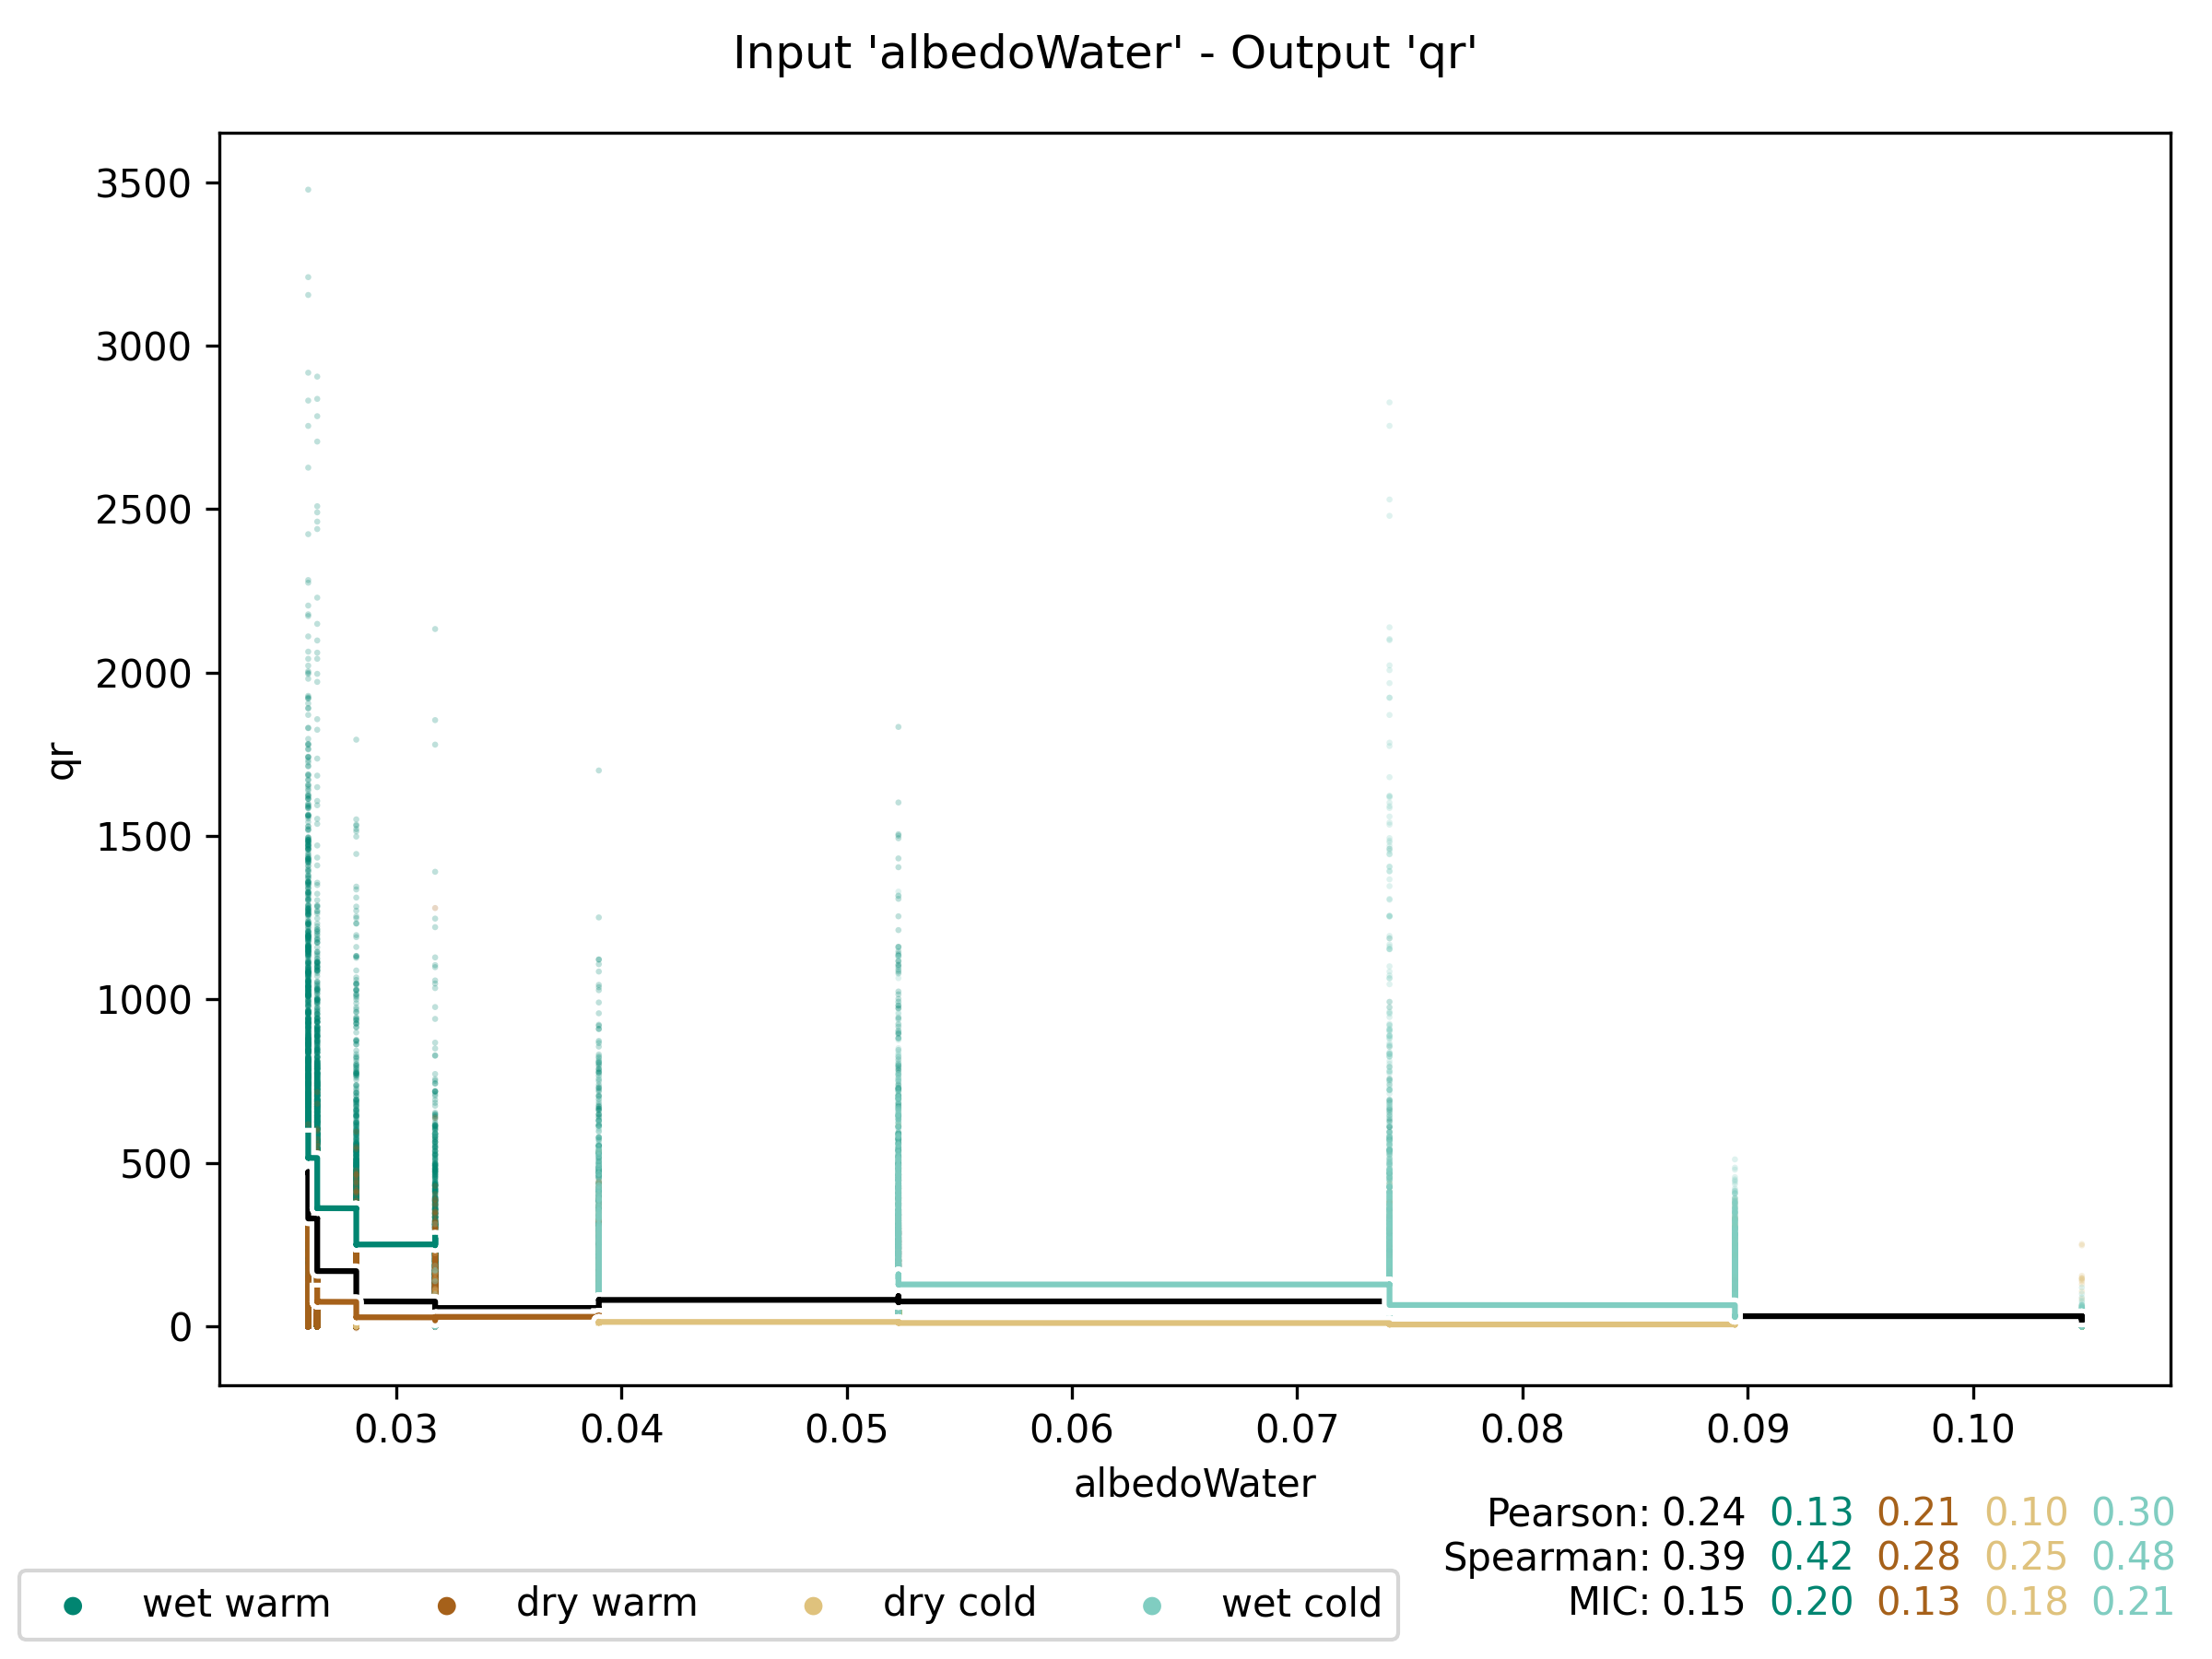 Input 'albedoWater' - Output 'qr'
3500
3000
2500
2000
1500
1000
500
0
qr
0.03 0.04 0.05 0.06 0.07 0.08 0.09 0.10
albedoWater
Pearson: 0.24 0.13 0.21 0.10 0.30
Spearman: 0.39 0.42 0.28 0.25 0.48
MIC: 0.15 0.20 0.13 0.18 0.21
wet warm dry warm dry cold wet cold